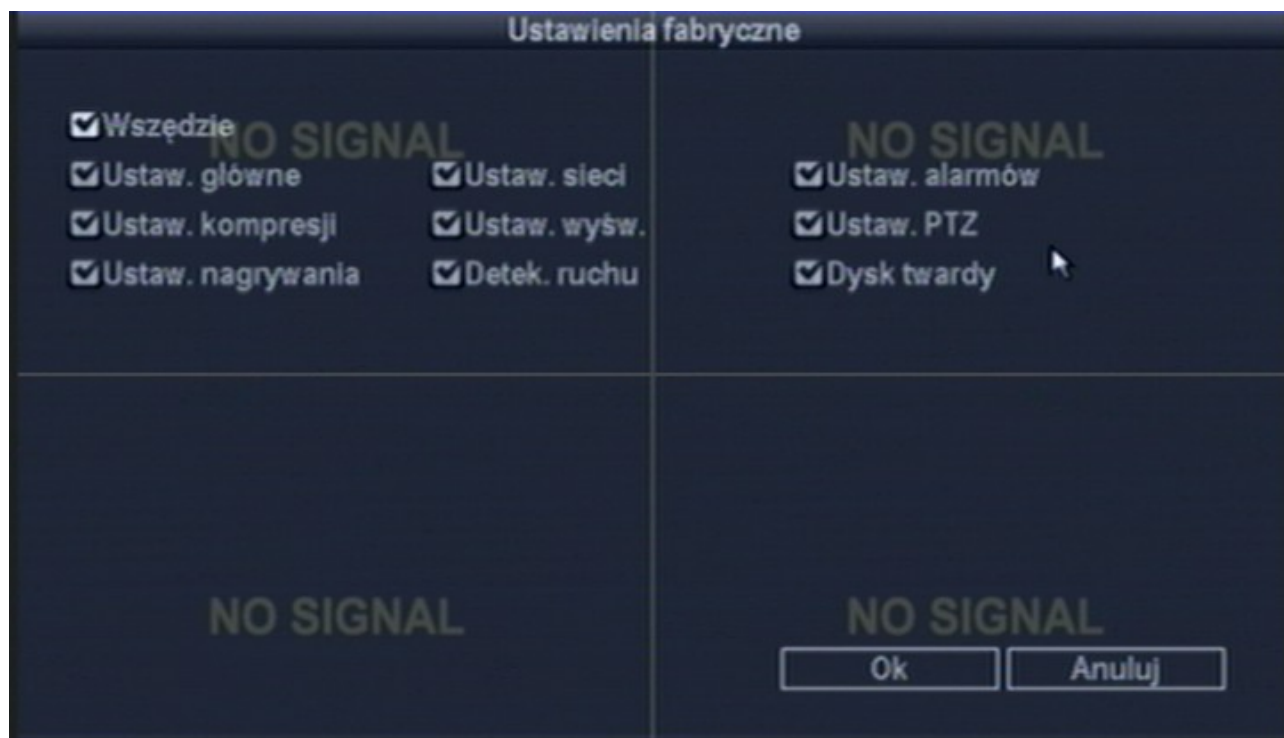 Ustawienia fabryczne
Wszędzie
NO SIGNAL
NO SIGNAL
Ustaw. główne
Ustaw. sieci
Ustaw. alarmów
Ustaw. kompresji
Ustaw. wyśw.
Ustaw. PTZ
Ustaw. nagrywania
Detek. ruchu
Dysk twardy
NO SIGNAL
NO SIGNAL
Ok
Anuluj